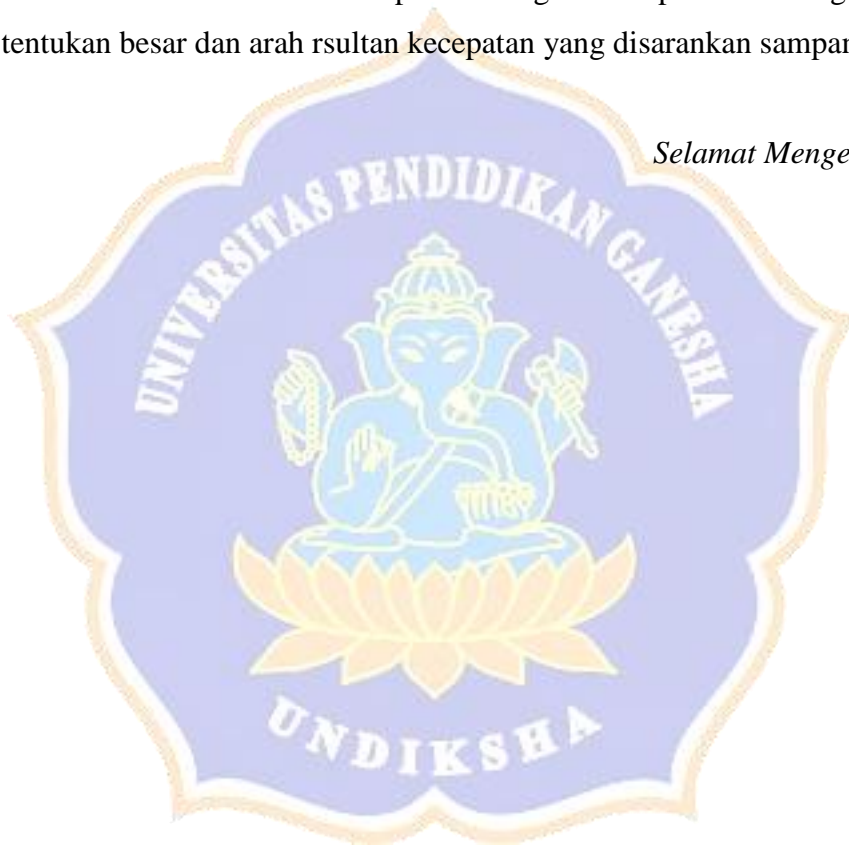 tentukan besar dan arah rsultan kecepatan yang disarankan sampan
Selamat Menge
UNIVERSITAS PENDIDIKAN GANESHA
UNDIKSHA